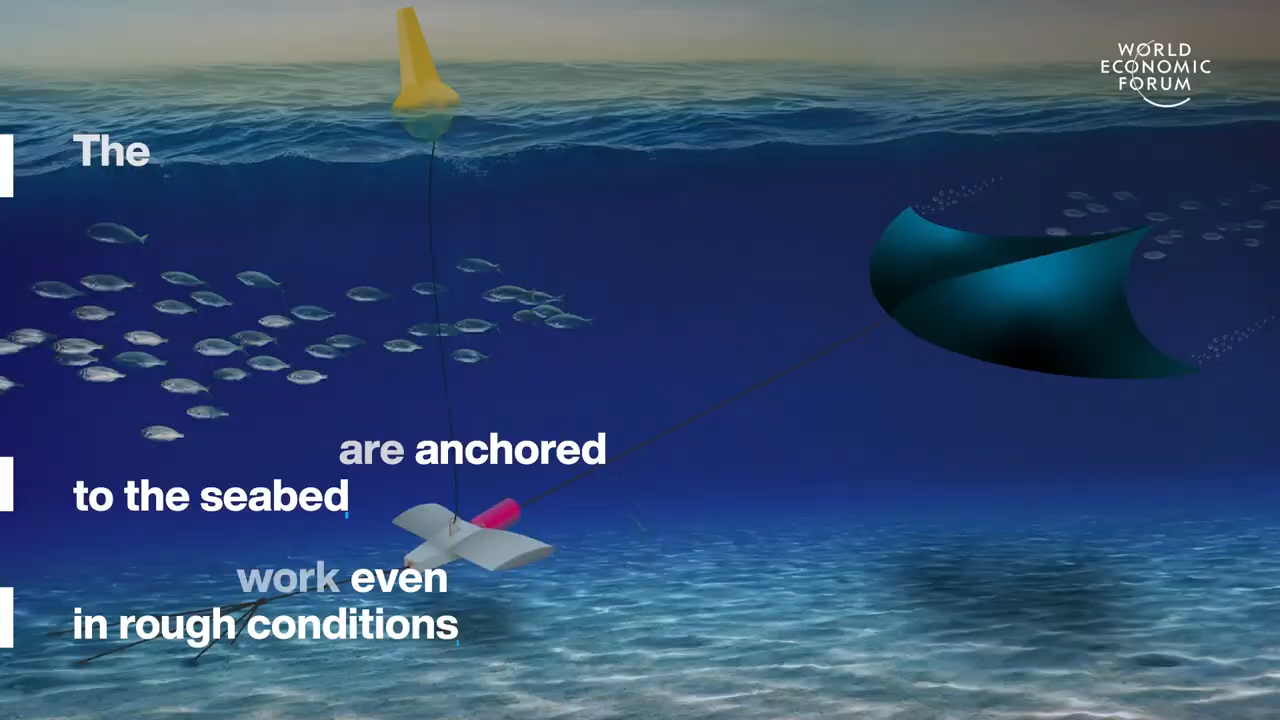 WORLD
ECONOMIC
FORUM
The
are anchored
to the seabed
work even
in rough conditions